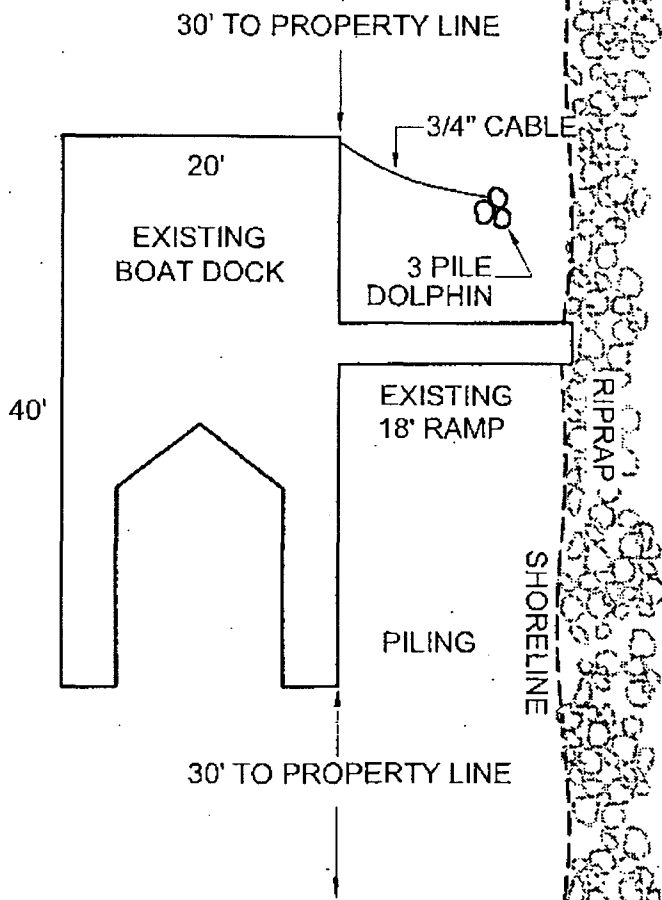 30' TO PROPERTY LINE
3/4" CABLE
20'
EXISTING
BOAT DOCK
3 PILE
DOLPHIN
40'
EXISTING
18' RAMP
RIPRAP
SHORELINE
PILING
30' TO PROPERTY LINE